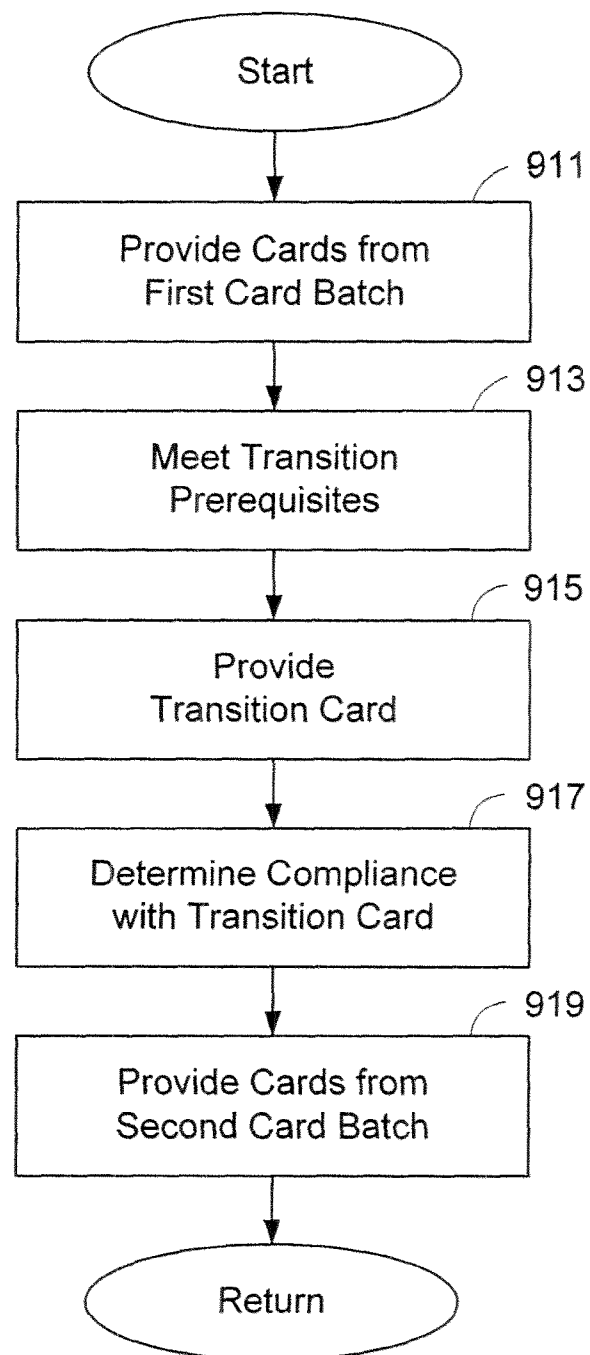 Start
911
Provide Cards from
First Card Batch
913
Meet Transition
Prerequisites
915
Provide
Transition Card
917
Determine Compliance
with Transition Card
919
Provide Cards from
Second Card Batch
Return